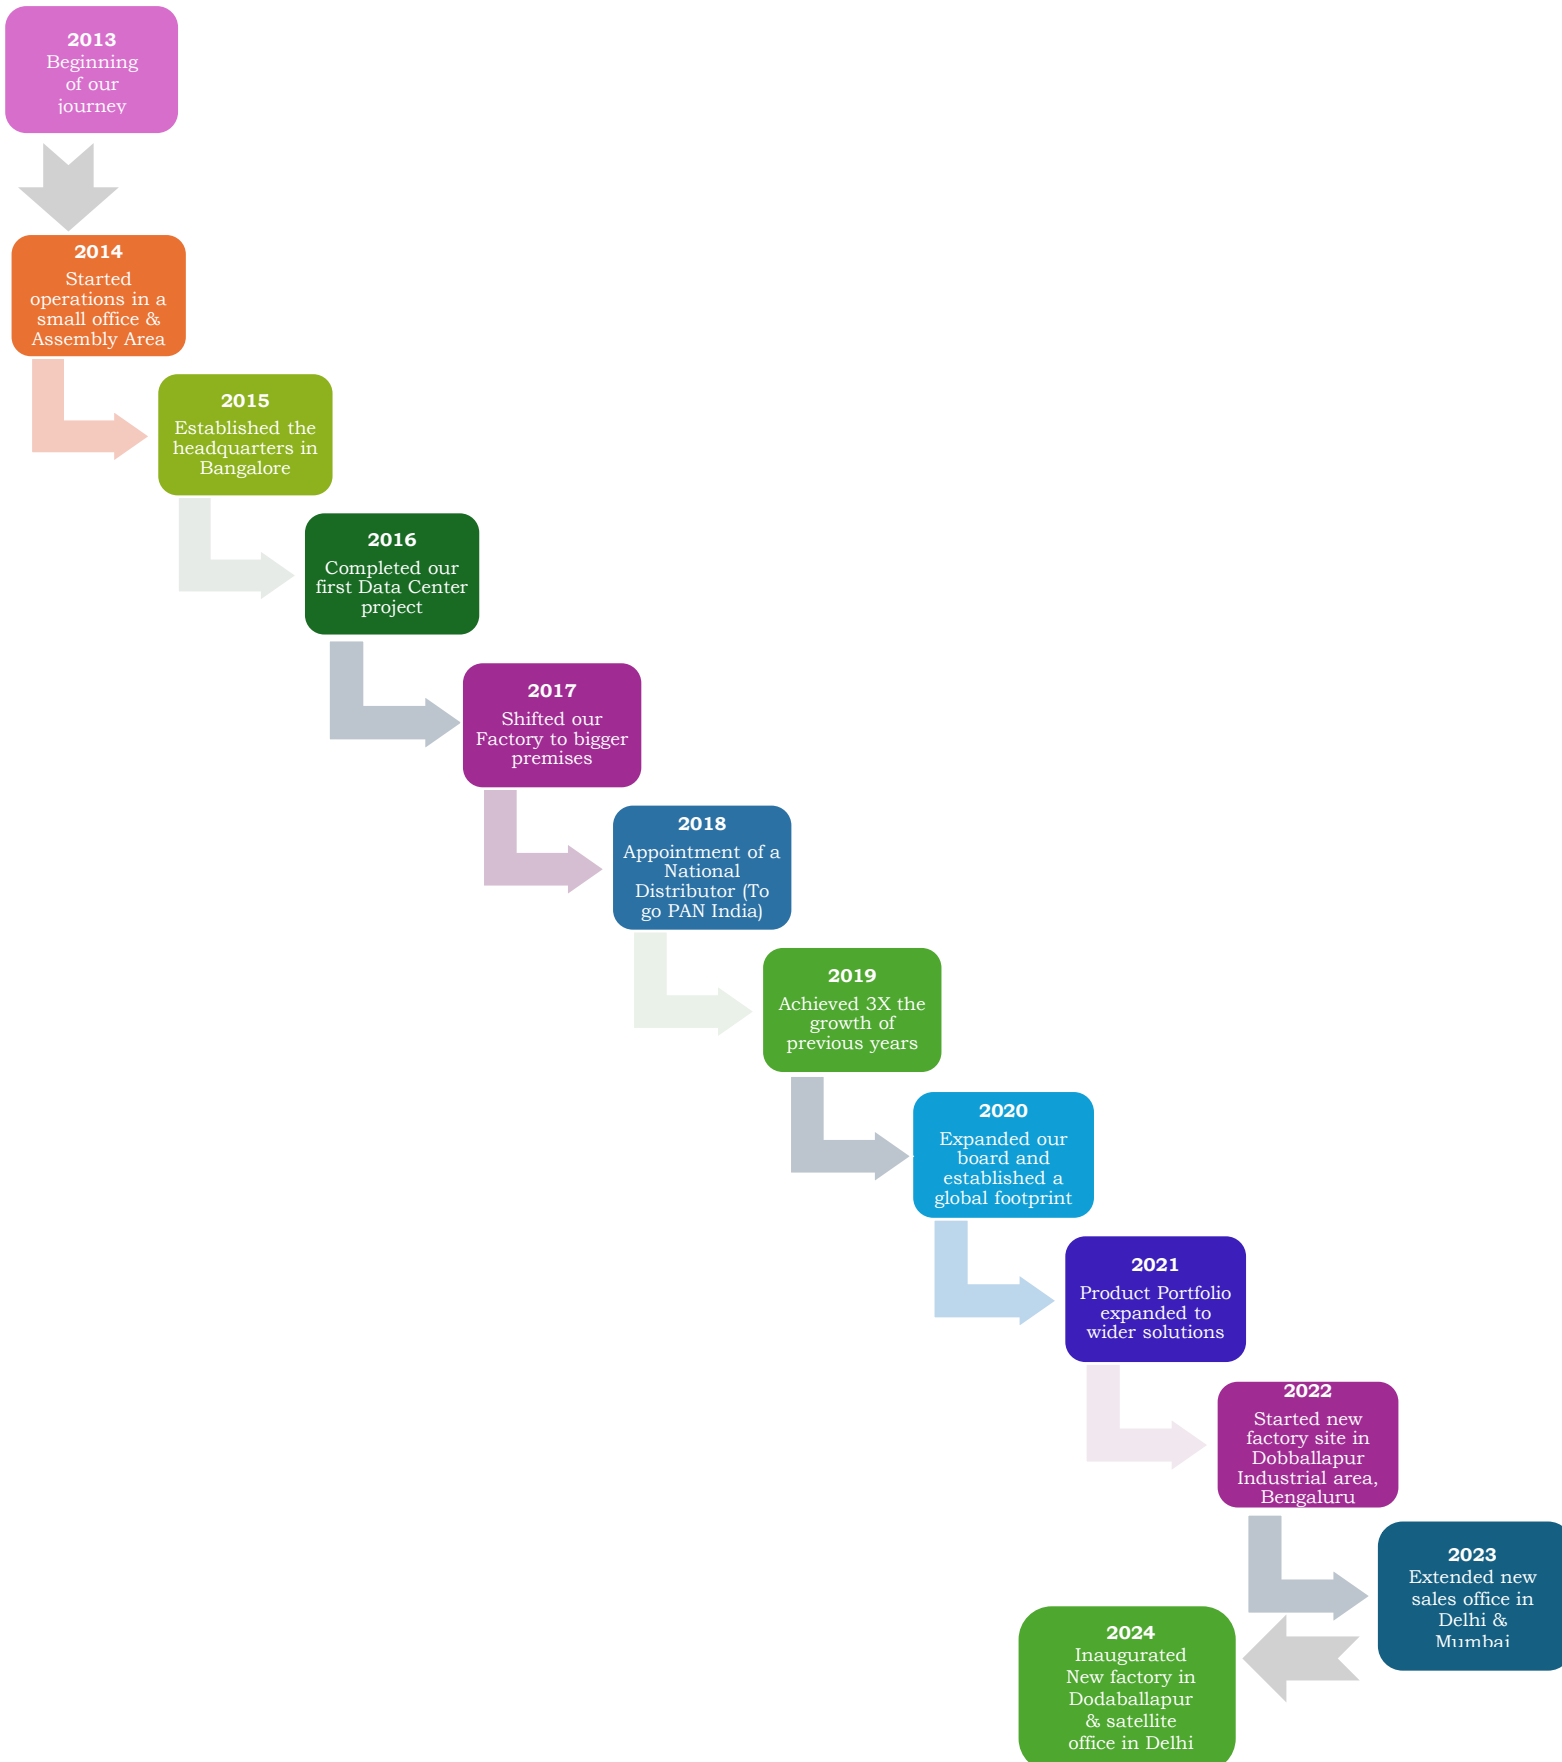 2013
Beginning
of our
journey
2014
Started
operations in a
small office &
Assembly Area
2015
Established the
headquarters in
Bangalore
2016
Completed our
first Data Center
project
2017
Shifted our
Factory to bigger
premises
2018
Appointment of a
National
Distributor (To
go PAN India)
2019
Achieved 3X the
growth of
previous years
2020
Expanded our
board and
established a
global footprint
2021
Product Portfolio
expanded to
wider solutions
2022
Started new
factory site in
Dobballapur
Industrial area,
Bengaluru
2023
Extended new
sales office in
Delhi &
Mumbai
2024
Inaugurated
New factory in
Dodaballapur
& satellite
office in Delhi